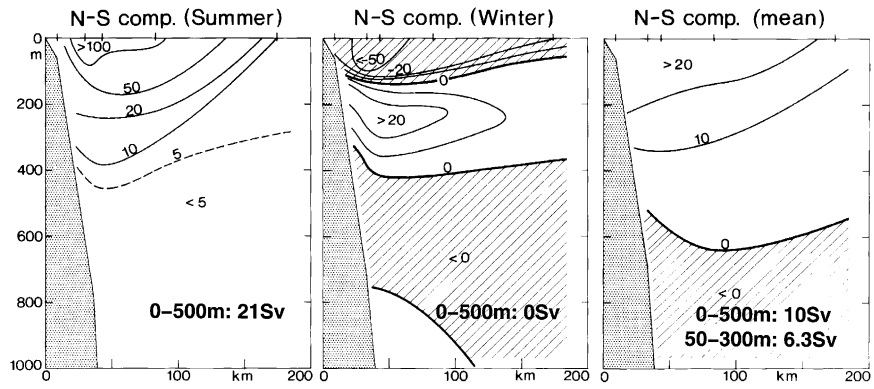 N-S comp. (Summer)
N-S comp. (Winter)
N-S comp. (mean)
0
m
200
400
600
800
1000
>100
50
20
10
5
< 5
0-500m: 21Sv
0
50
km
200
<-50
-20
0
>20
0
< 0
0-500m: 0Sv
0
50
km
200
>20
10
0
< 0
0-500m: 10Sv
50-300m: 6.3Sv
0
100
km
200